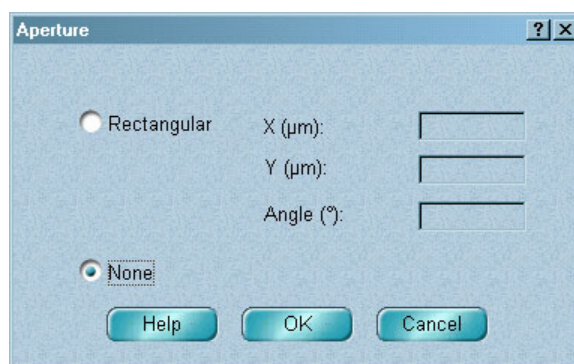 Aperture ? ×
Rectangular X (µm):
Y (µm):
Angle (°):
None
Help OK Cancel